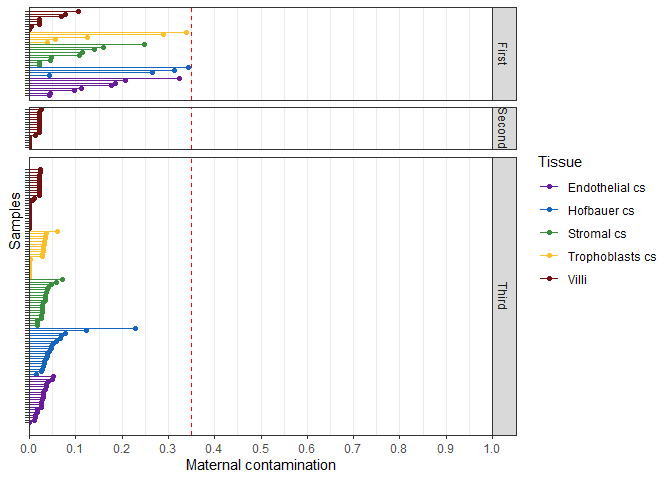 First
Second
Third
Samples
0.0 0.1 0.2 0.3 0.4 0.5 0.6 0.7 0.8 0.9 1.0
Maternal contamination
Tissue
Endothelial cs
Hofbauer cs
Stromal cs
Trophoblasts cs
Villi